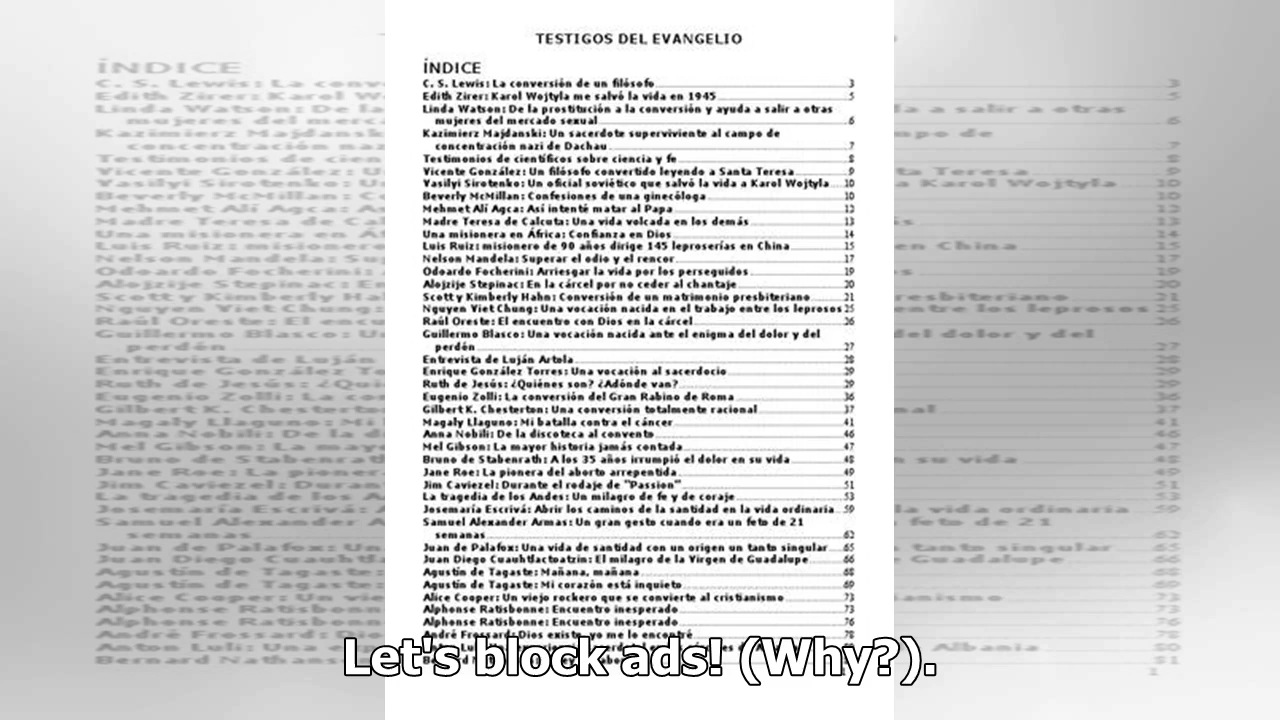 TESTIGOS DEL EVANGELIO
ÍNDICE
C. S. Lewis: La conversión de un filósofo 3
Edith Zirer: Karol Wojtyla me salvó la vida en 1945 5
Linda Watson: De la prostitución a la conversión y ayuda a salir a otras
mujeres del mercado sexual 6
Kazimierz Majdanski: Un sacerdote superviviente al campo de
concentración nazi de Dachau 7
Testimonios de científicos sobre ciencia y fe 8
Vicente González: Un filósofo convertido leyendo a Santa Teresa 9
Yasilyi Sirotenko: Un oficial soviético que salvó la vida a Karol Wojtyla 10
Beverly McMillan: Confesiones de una ginecóloga 10
Mehmet Alí Agca: Así intenté matar al Papa 12
Madre Teresa de Calcuta: Una vida volcada en los demás 13
Una misionera en África: Confianza en Dios 14
Luis Ruiz: misionero de 90 años dirige 145 leproserías en China 15
Nelson Mandela: Superar el odio y el rencor 17
Odoardo Focherini: Arriesgar la vida por los perseguidos 19
Alojzije Stepinac: En la cárcel por no ceder al chantaje 20
Scott y Kimberly Hahn: Conversión de un matrimonio presbiteriano 21
Nguyen Yiet Chung: Una vocación nacida en el trabajo entre los leprosos 25
Raúl Oreste: El encuentro con Dios en la cárcel 26
Guillermo Blasco: Una vocación nacida ante el enigma del dolor y del
perdón 27
Entrevista de Luján Artola 28
Enrique González Torres: Una vocación al sacerdocio 29
Ruth de Jesús: ¿Quiénes son? ¿Adónde van? 29
Eugenio Zolli: La conversión del Gran Rabino de Roma 36
Gilbert K. Chesterton: Una conversión totalmente racional 37
Magaly Llaguno: Mi batalla contra el cáncer 41
Anna Nobili: De la discoteca al convento 46
Mel Gibson: La mayor historia jamás contada 47
Bruno de Stabenrath: A los 35 años irrumpió el dolor en su vida 48
Jane Roe: La pionera del aborto arrepentida 49
Jim Caviezel: Durante el rodaje de "Passion" 51
La tragedia de los Andes: Un milagro de fe y de coraje 53
Josemaría Escrivá: Abrir los caminos de la santidad en la vida ordinaria 59
Samuel Alexander Armas: Un gran gesto cuando era un feto de 21
semanas 62
Juan de Palafox: Una vida de santidad con un origen un tanto singular 65
Juan Diego Cuauhtlactoatzin: El milagro de la Virgen de Guadalupe 66
Agustín de Tagaste: Mañana, mañana 68
Agustín de Tagaste: Mi corazón está inquieto 69
Alice Cooper: Un viejo rockero que se convierte al cristianismo 73
Alphonse Ratisbonne: Encuentro inesperado 73
Alphonse Ratisbonne: Encuentro inesperado 76
André Frossard: Dios existe, yo me lo encontré 78
Let's block ads! (Why?).